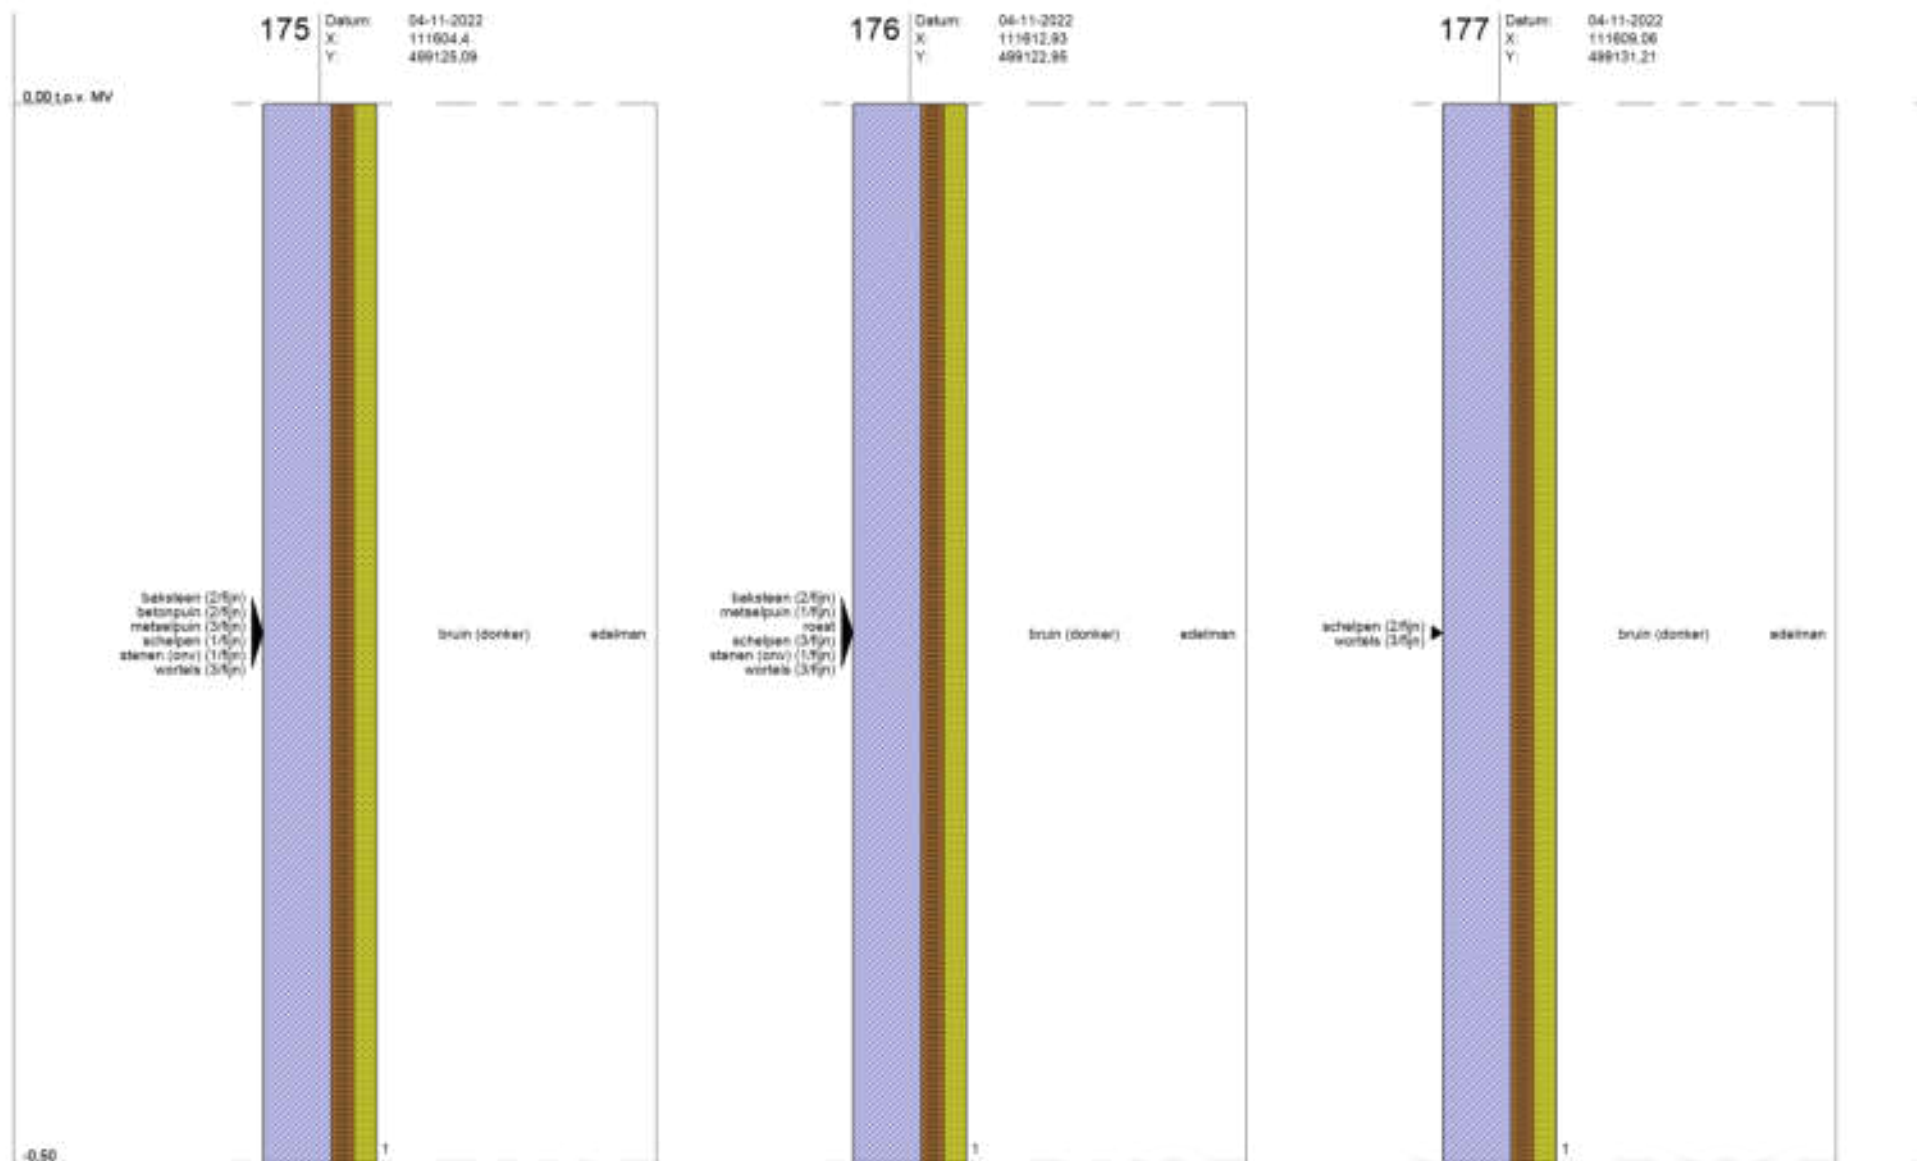 175
Datum: 04-11-2022
X: 111604,4
Y: 499125,09
176
Datum: 04-11-2022
X: 111612,93
Y: 499122,95
177
Datum: 04-11-2022
X: 111609,06
Y: 499131,21
0,00 t.o.v. MV
baksteen (2/fijn)
betonpuin (2/fijn)
metselpuin (3/fijn)
schelpen (1/fijn)
stenen (onv) (1/fijn)
wortels (3/fijn)
bruin (donker) edelman
baksteen (2/fijn)
metselpuin (1/fijn)
roest
schelpen (3/fijn)
stenen (onv) (1/fijn)
wortels (3/fijn)
bruin (donker) edelman
schelpen (2/fijn)
wortels (3/fijn)
bruin (donker) edelman
-0.50
1
1
1